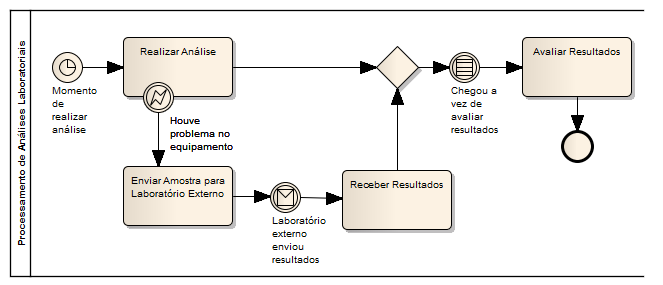 Processamento de Análises Laboratoriais
Realizar Análise
Momento
de
realizar
análise
Houve
problema no
equipamento
Chegou a
vez de
avaliar
resultados
Avaliar Resultados
Enviar Amostra para
Laboratório Externo
Laboratório
externo
enviou
resultados
Receber Resultados